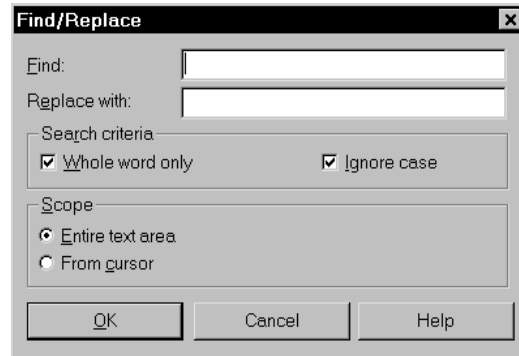 Find/Replace
Find:
Replace with:
Search criteria
Whole word only
Ignore case
Scope
Entire text area
From cursor
OK
Cancel
Help